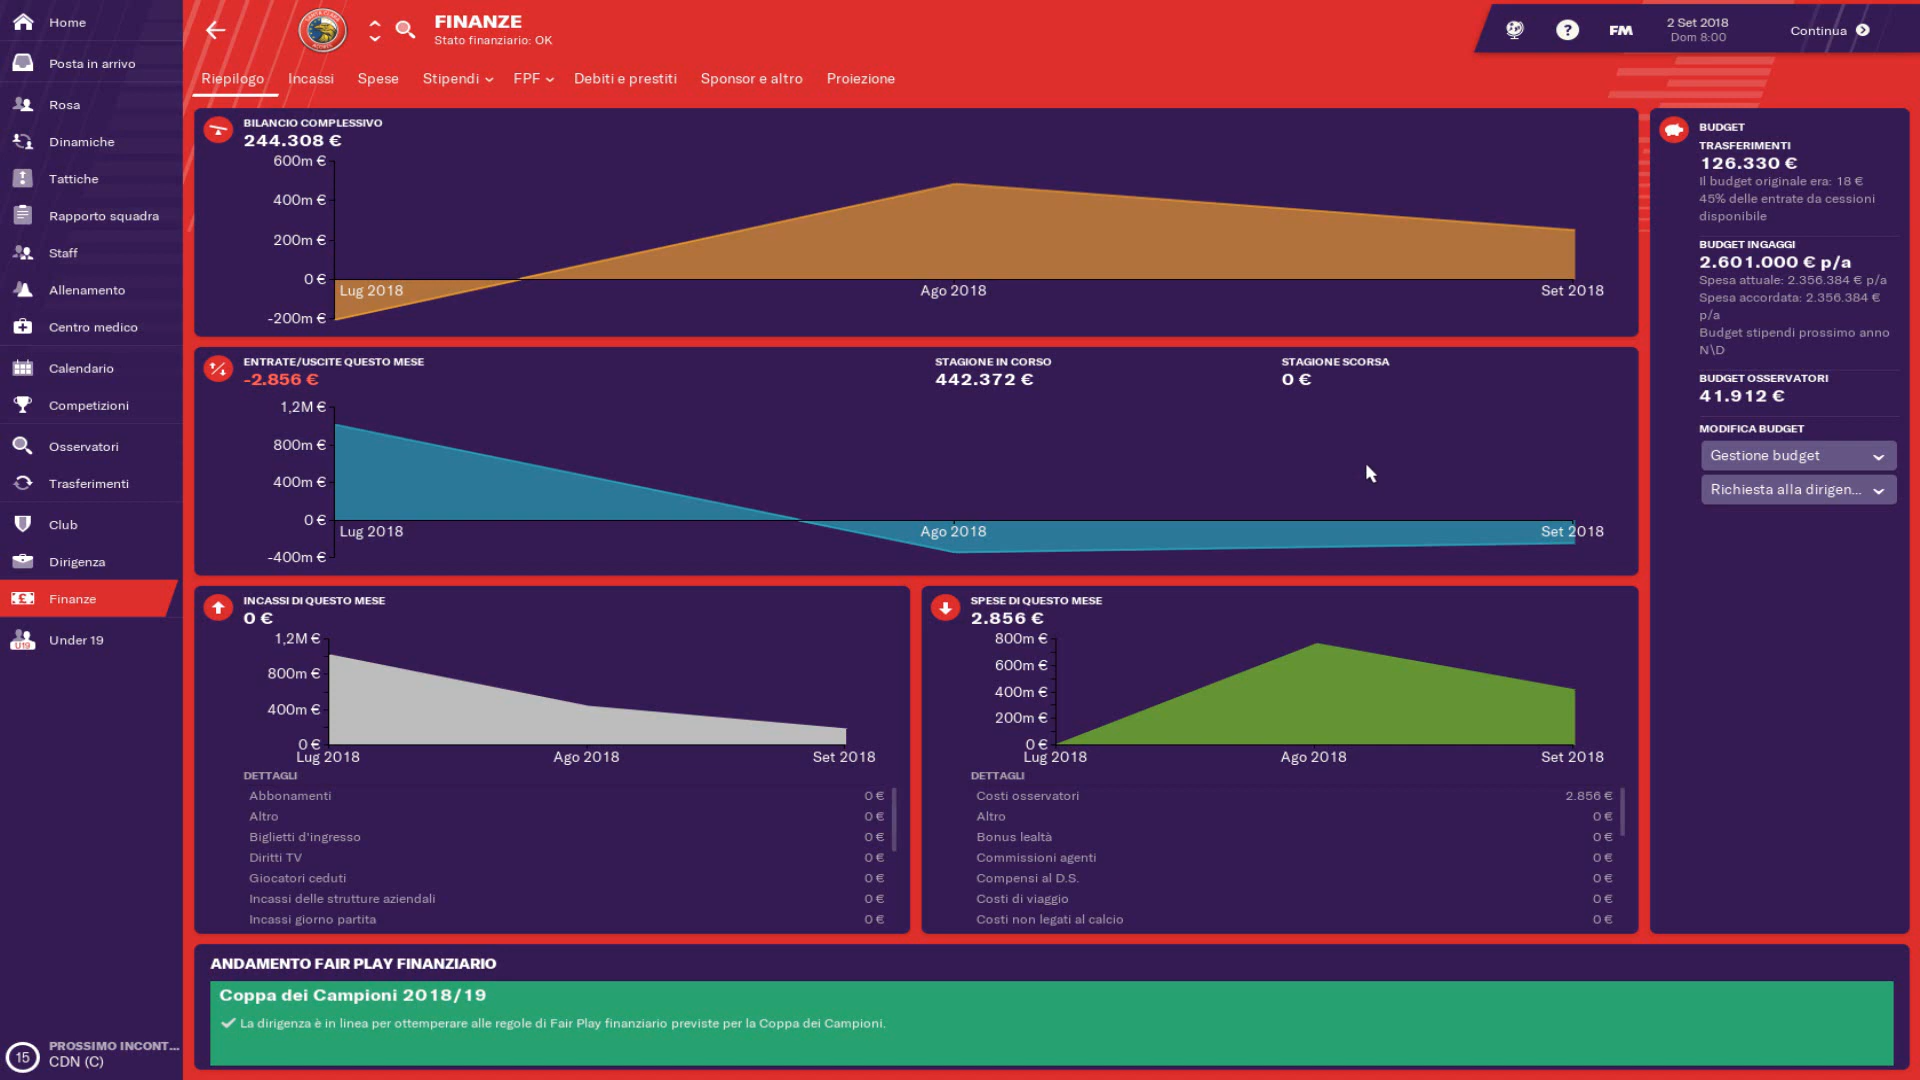 Home
Posta in arrivo
Rosa
Dinamiche
Tattiche
Rapporto squadra
Staff
Allenamento
Centro medico
Calendario
Competizioni
Osservatori
Trasferimenti
Club
Dirigenza
Finanze
U19
Under 19
15
PROSSIMO INCONT...
CDN (C)
FINANZE
Stato finanziario: OK
FM
2 Set 2018
Dom 8:00
Continua
Riepilogo Incassi Spese Stipendi FPF Debiti e prestiti Sponsor e altro Proiezione
BILANCIO COMPLESSIVO
244.308 €
600m €
400m €
200m €
0 €
-200m €
Lug 2018 Ago 2018 Set 2018
ENTRATE/USCITE QUESTO MESE
-2.856 €
STAGIONE IN CORSO
442.372 €
STAGIONE SCORSA
0 €
1,2M €
800m €
400m €
0 €
-400m €
Lug 2018 Ago 2018 Set 2018
INCASSI DI QUESTO MESE
0 €
1,2M €
800m €
400m €
0 €
Lug 2018 Ago 2018 Set 2018
DETTAGLI
Abbonamenti 0 €
Altro 0 €
Biglietti d'ingresso 0 €
Diritti TV 0 €
Giocatori ceduti 0 €
Incassi delle strutture aziendali 0 €
Incassi giorno partita 0 €
SPESE DI QUESTO MESE
2.856 €
800m €
600m €
400m €
200m €
0 €
Lug 2018 Ago 2018 Set 2018
DETTAGLI
Costi osservatori 2.856 €
Altro 0 €
Bonus lealtà 0 €
Commissioni agenti 0 €
Compensi al D.S. 0 €
Costi di viaggio 0 €
Costi non legati al calcio 0 €
BUDGET
TRASFERIMENTI
126.330 €
Il budget originale era: 18 €
45% delle entrate da cessioni
disponibile
BUDGET INGAGGI
2.601.000 € p/a
Spesa attuale: 2.356.384 € p/a
Spesa accordata: 2.356.384 €
p/a
Budget stipendi prossimo anno
N\D
BUDGET OSSERVATORI
41.912 €
MODIFICA BUDGET
Gestione budget
Richiesta alla dirigen...
ANDAMENTO FAIR PLAY FINANZIARIO
Coppa dei Campioni 2018/19
La dirigenza è in linea per ottemperare alle regole di Fair Play finanziario previste per la Coppa dei Campioni.